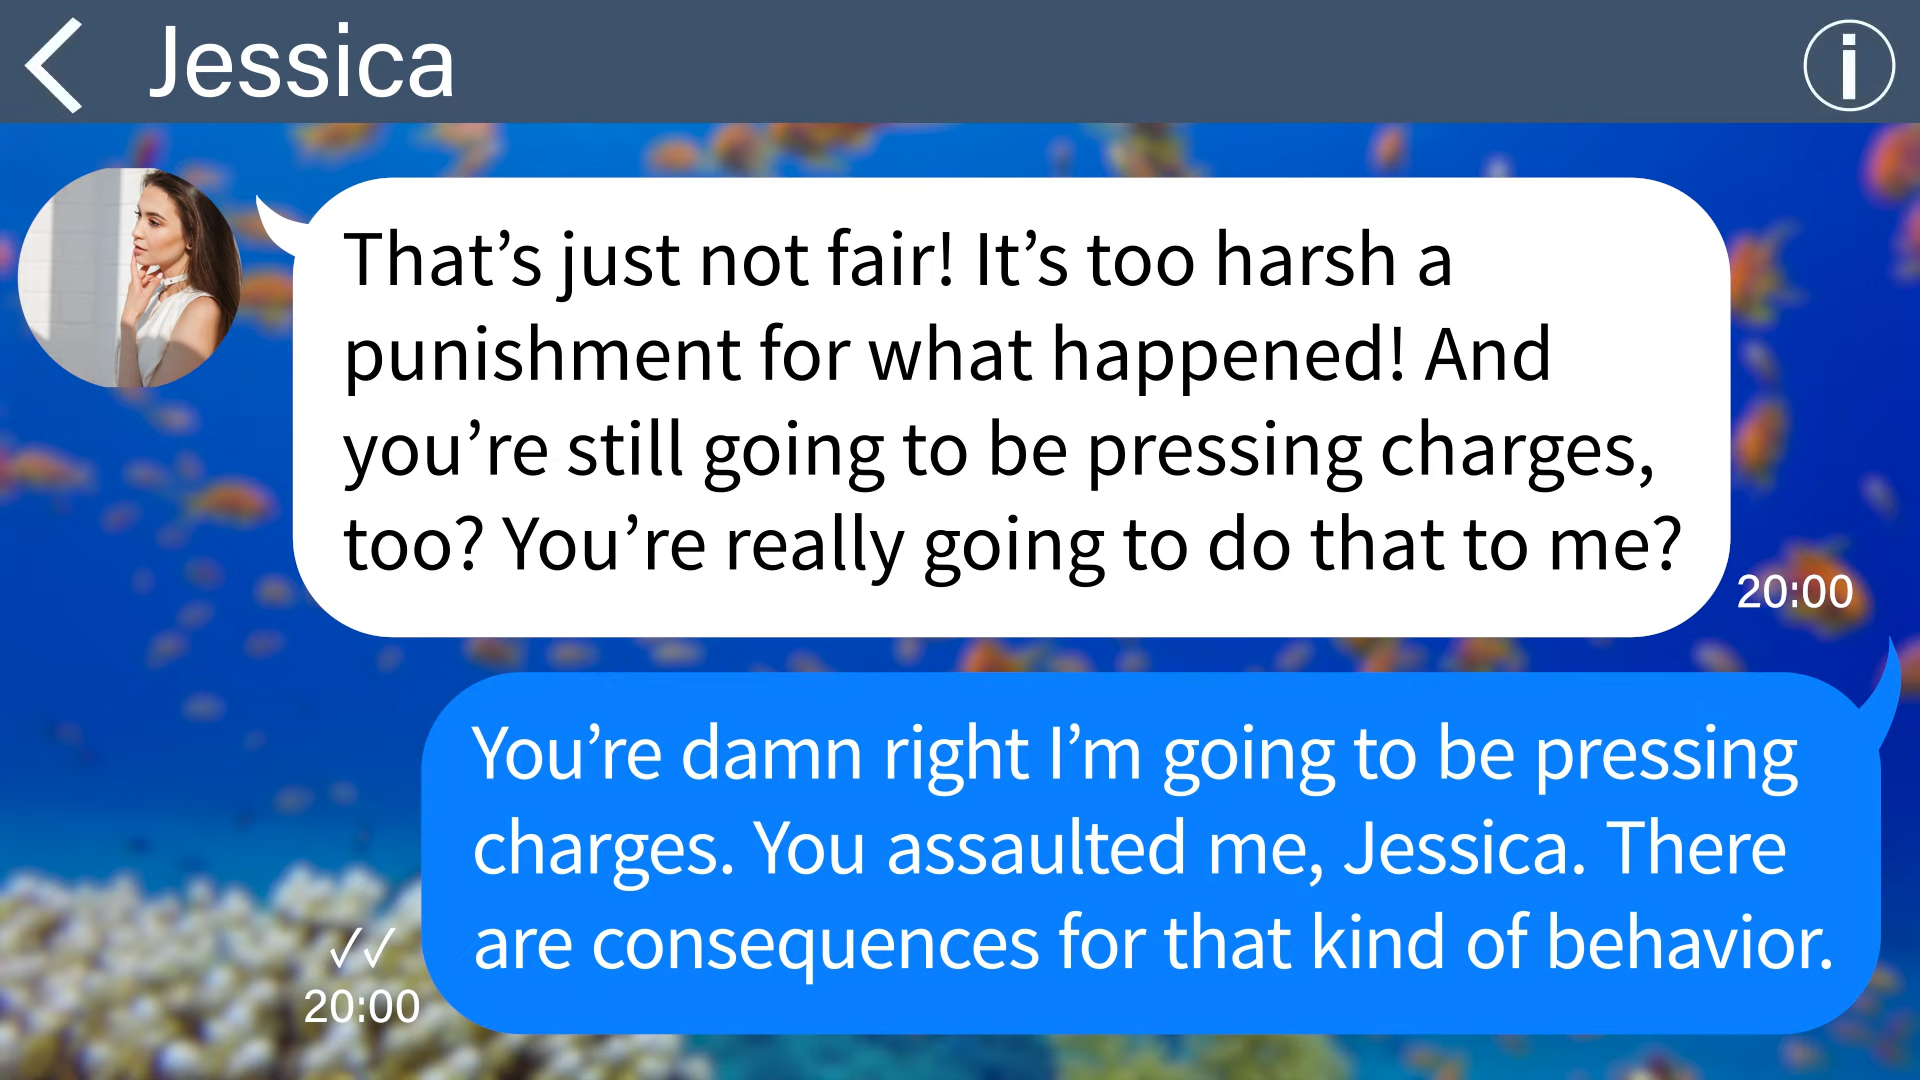 Jessica
That’s just not fair! It’s too harsh a
punishment for what happened! And
you’re still going to be pressing charges,
too? You’re really going to do that to me?
20:00
You’re damn right I’m going to be pressing
charges. You assaulted me, Jessica. There
are consequences for that kind of behavior.
✓✓
20:00